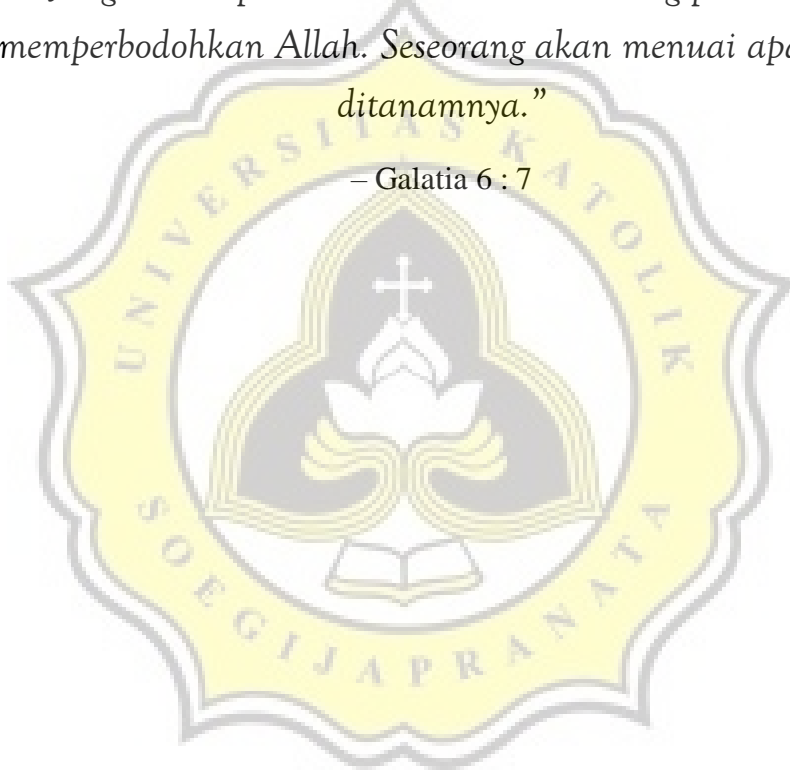 memperbodohkan Allah. Seseorang akan menuai apa
ditanamnya.”
– Galatia 6 : 7
UNIVERSITAS KATOLIK
SOEGIJAPRANATA